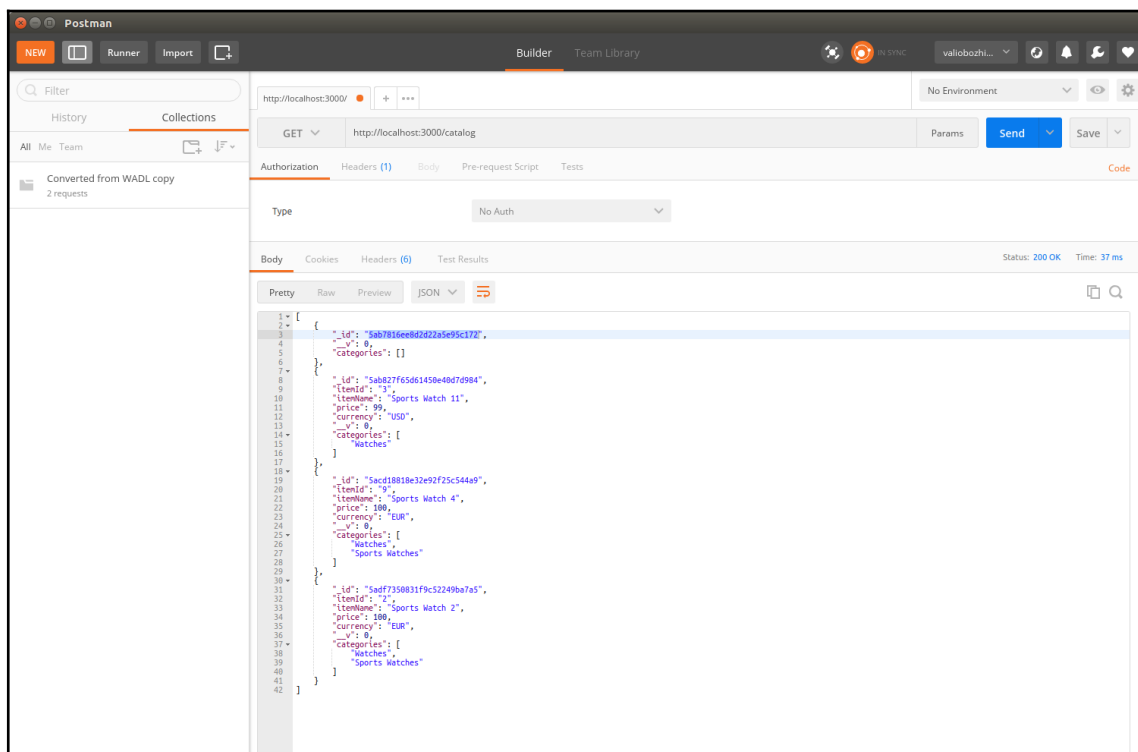 Postman
NEW Runner Import Builder Team Library IN SYNC valiobozhi...
Filter
History Collections
All Me Team
Converted from WADL copy
2 requests
http://localhost:3000/ + •••
No Environment
GET http://localhost:3000/catalog Params Send Save
Authorization Headers (1) Body Pre-request Script Tests Code
Type No Auth
Body Cookies Headers (6) Test Results Status: 200 OK Time: 37 ms
Pretty Raw Preview JSON
1 [
2 {
3 "_id": "5ab7816ee8d2d22a5e95c172",
4 "__v": 0,
5 "categories": []
6 },
7 {
8 "_id": "5ab827f65d61450e40d7d984",
9 "itemId": "3",
10 "itemName": "Sports Watch 11",
11 "price": 99,
12 "currency": "USD",
13 "__v": 0,
14 "categories": [
15 "Watches"
16 ]
17 },
18 {
19 "_id": "5acd18818e32e92f25c544a9",
20 "itemId": "9",
21 "itemName": "Sports Watch 4",
22 "price": 100,
23 "currency": "EUR",
24 "__v": 0,
25 "categories": [
26 "Watches",
27 "Sports Watches"
28 ]
29 },
30 {
31 "_id": "5adf7350831f9c52249ba7a5",
32 "itemId": "2",
33 "itemName": "Sports Watch 2",
34 "price": 100,
35 "currency": "EUR",
36 "__v": 0,
37 "categories": [
38 "Watches",
39 "Sports Watches"
40 ]
41 }
42 ]